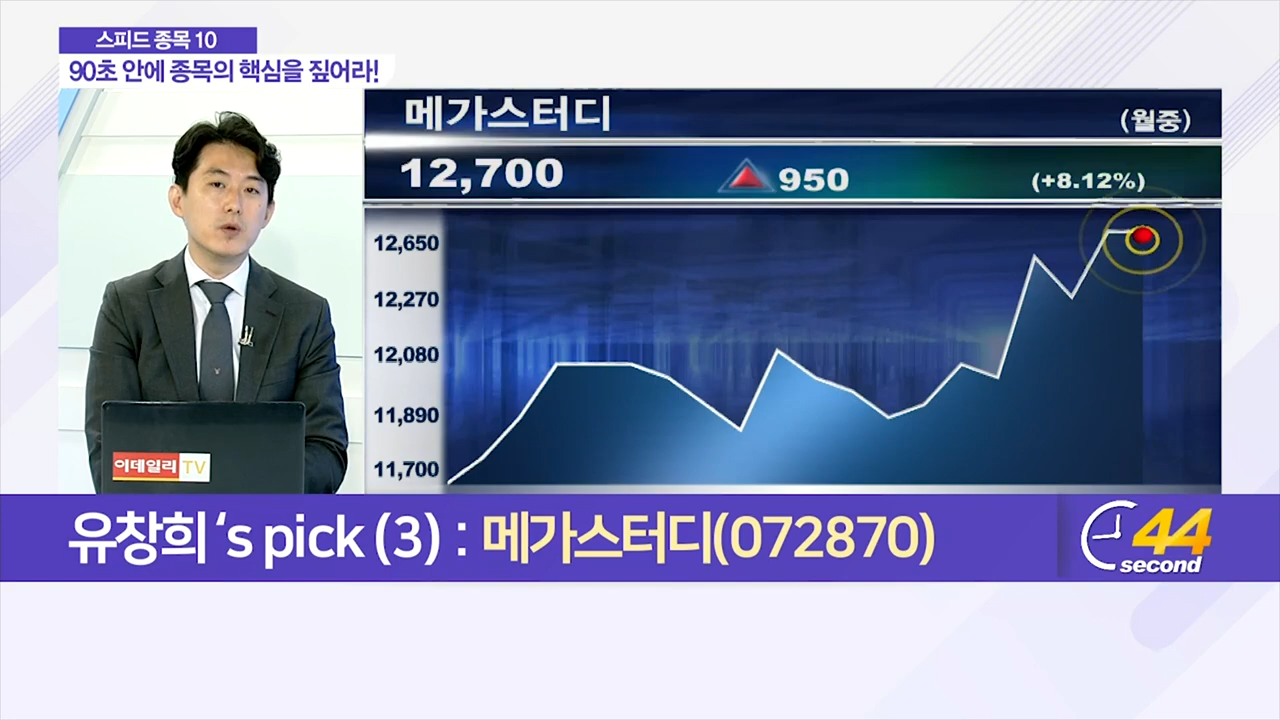 스피드 종목 10
90초 안에 종목의 핵심을 짚어라!
메가스터디 (월중)
12,700 950 (+8.12%)
12,650
12,270
12,080
11,890
11,700
이데일리 TV
유창희 ‘s pick (3) : 메가스터디(072870)
44
second